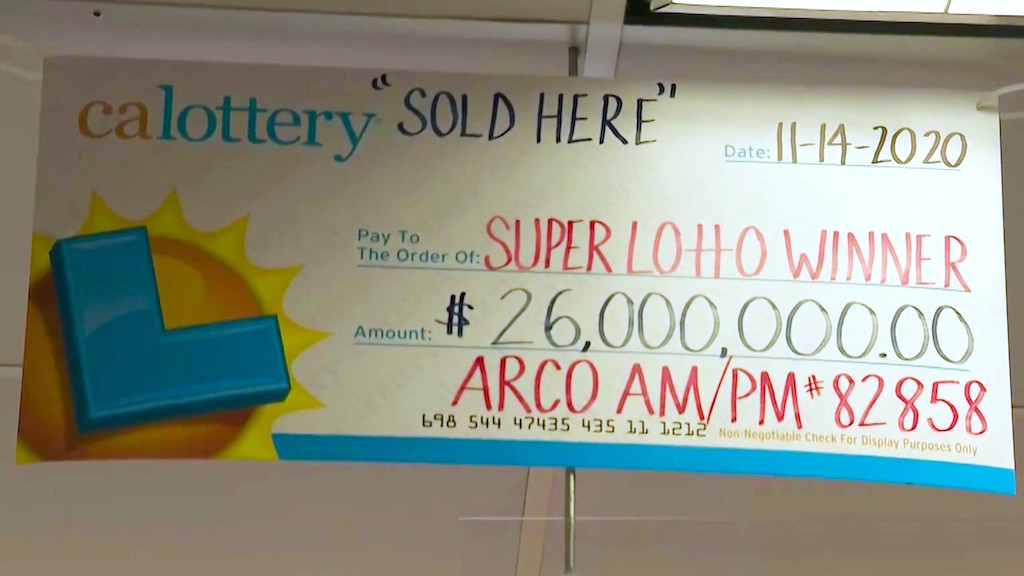 calottery "SOLD HERE"
Date: 11-14-2020
Pay To
The Order Of: SUPER LOTTO WINNER
Amount: $ 26,000,000.00
ARCO AM/PM #82858
698 544 47435 435 11 1212 Non-Negotiable Check For Display Purposes Only